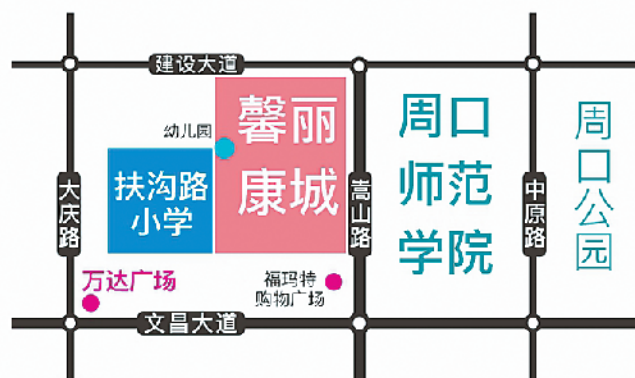 建设大道
幼儿园
馨丽
康城
扶沟路
小学
大庆路
嵩山路
周口
师范
学院
中原路
周口公园
万达广场
福玛特
购物广场
文昌大道